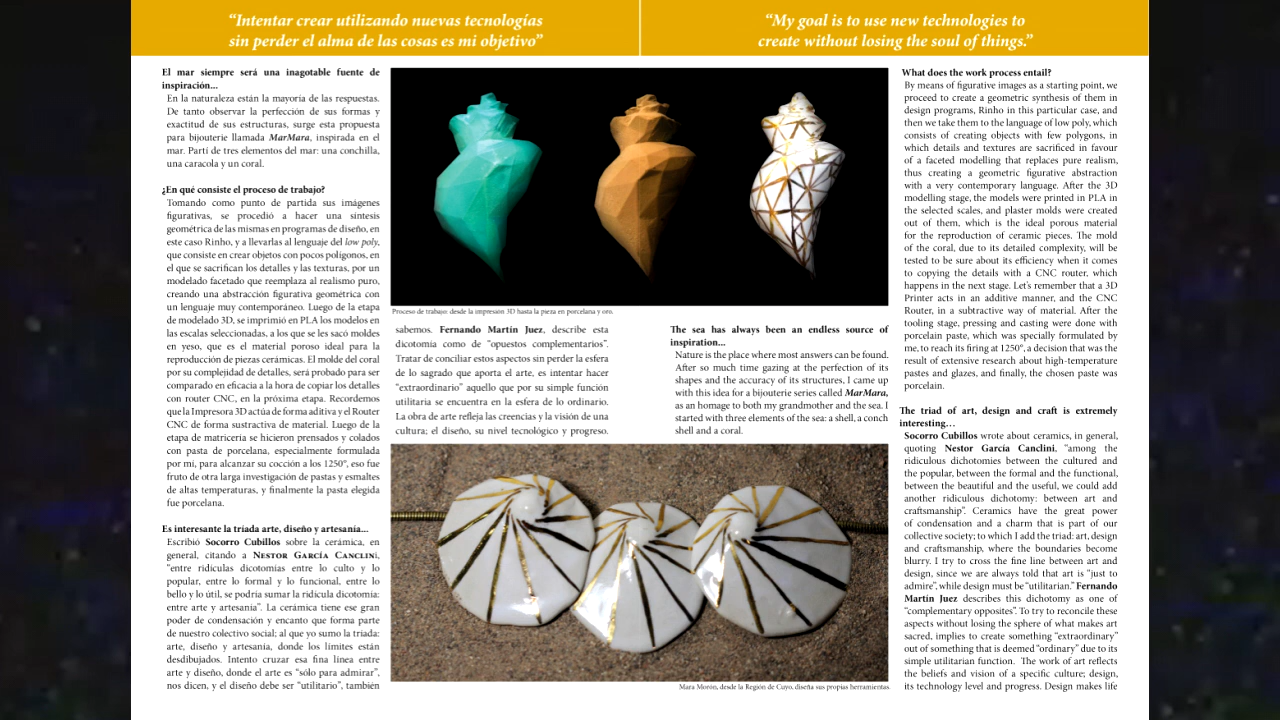 “Intentar crear utilizando nuevas tecnologías
sin perder el alma de las cosas es mi objetivo”
“My goal is to use new technologies to
create without losing the soul of things.”
El mar siempre será una inagotable fuente de
inspiración...
En la naturaleza están la mayoría de las respuestas.
De tanto observar la perfección de sus formas y
exactitud de sus estructuras, surge esta propuesta
para bijouterie llamada MarMara, inspirada en el
mar. Partí de tres elementos del mar: una conchilla,
una caracola y un coral.
¿En qué consiste el proceso de trabajo?
Tomando como punto de partida sus imágenes
figurativas, se procedió a hacer una síntesis
geométrica de las mismas en programas de diseño, en
este caso Rinho, y a llevarlas al lenguaje del low poly,
que consiste en crear objetos con pocos polígonos, en
el que se sacrifican los detalles y las texturas, por un
modelado facetado que reemplaza al realismo puro,
creando una abstracción figurativa geométrica con
un lenguaje muy contemporáneo. Luego de la etapa
de modelado 3D, se imprimió en PLA los modelos en
las escalas seleccionadas, a los que se les sacó moldes
en yeso, que es el material poroso ideal para la
reproducción de piezas cerámicas. El molde del coral
por su complejidad de detalles, será probado para ser
comparado en eficacia a la hora de copiar los detalles
con router CNC, en la próxima etapa. Recordemos
que la Impresora 3D actúa de forma aditiva y el Router
CNC de forma sustractiva de material. Luego de la
etapa de matricería se hicieron prensados y colados
con pasta de porcelana, especialmente formulada
por mí, para alcanzar su cocción a los 1250º, eso fue
fruto de otra larga investigación de pastas y esmaltes
de altas temperaturas, y finalmente la pasta elegida
fue porcelana.
Es interesante la tríada arte, diseño y artesanía...
Escribió Socorro Cubillos sobre la cerámica, en
general, citando a NESTOR GARCÍA CANCLINi,
“entre ridículas dicotomías entre lo culto y lo
popular, entre lo formal y lo funcional, entre lo
bello y lo útil, se podría sumar la ridícula dicotomía:
entre arte y artesanía”. La cerámica tiene ese gran
poder de condensación y encanto que forma parte
de nuestro colectivo social; al que yo sumo la triada:
arte, diseño y artesanía, donde los límites están
desdibujados. Intento cruzar esa fina línea entre
arte y diseño, donde el arte es “sólo para admirar”,
nos dicen, y el diseño debe ser “utilitario”, también
Proceso de trabajo: desde la impresión 3D hasta la pieza en porcelana y oro.
sabemos. Fernando Martín Juez, describe esta
dicotomía como de “opuestos complementarios”.
Tratar de conciliar estos aspectos sin perder la esfera
de lo sagrado que aporta el arte, es intentar hacer
“extraordinario” aquello que por su simple función
utilitaria se encuentra en la esfera de lo ordinario.
La obra de arte refleja las creencias y la visión de una
cultura; el diseño, su nivel tecnológico y progreso.
The sea has always been an endless source of
inspiration...
Nature is the place where most answers can be found.
After so much time gazing at the perfection of its
shapes and the accuracy of its structures, I came up
with this idea for a bijouterie series called MarMara,
as an homage to both my grandmother and the sea. I
started with three elements of the sea: a shell, a conch
shell and a coral.
Mara Morón, desde la Región de Cuyo, diseña sus propias herramientas.
What does the work process entail?
By means of figurative images as a starting point, we
proceed to create a geometric synthesis of them in
design programs, Rinho in this particular case, and
then we take them to the language of low poly, which
consists of creating objects with few polygons, in
which details and textures are sacrificed in favour
of a faceted modelling that replaces pure realism,
thus creating a geometric figurative abstraction
with a very contemporary language. After the 3D
modelling stage, the models were printed in PLA in
the selected scales, and plaster molds were created
out of them, which is the ideal porous material
for the reproduction of ceramic pieces. The mold
of the coral, due to its detailed complexity, will be
tested to be sure about its efficiency when it comes
to copying the details with a CNC router, which
happens in the next stage. Let’s remember that a 3D
Printer acts in an additive manner, and the CNC
Router, in a subtractive way of material. After the
tooling stage, pressing and casting were done with
porcelain paste, which was specially formulated by
me, to reach its firing at 1250°, a decision that was the
result of extensive research about high-temperature
pastes and glazes, and finally, the chosen paste was
porcelain.
The triad of art, design and craft is extremely
interesting…
Socorro Cubillos wrote about ceramics, in general,
quoting Nestor García Canclini, “among the
ridiculous dichotomies between the cultured and
the popular, between the formal and the functional,
between the beautiful and the useful, we could add
another ridiculous dichotomy: between art and
craftsmanship”. Ceramics have the great power
of condensation and a charm that is part of our
collective society; to which I add the triad: art, design
and craftsmanship, where the boundaries become
blurry. I try to cross the fine line between art and
design, since we are always told that art is “just to
admire”, while design must be “utilitarian.” Fernando
Martín Juez describes this dichotomy as one of
“complementary opposites”. To try to reconcile these
aspects without losing the sphere of what makes art
sacred, implies to create something “extraordinary”
out of something that is deemed “ordinary” due to its
simple utilitarian function. The work of art reflects
the beliefs and vision of a specific culture; design,
its technology level and progress. Design makes life